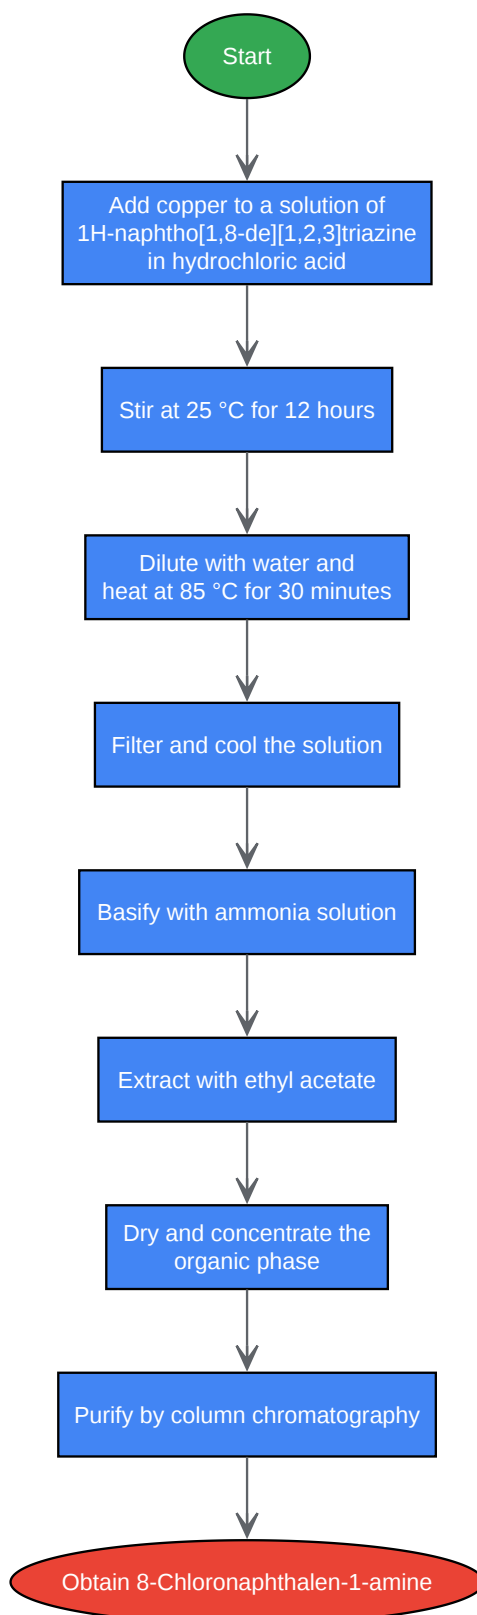 Start
Add copper to a solution of
1H-naphtho[1,8-de][1,2,3]triazine
in hydrochloric acid
Stir at 25 °C for 12 hours
Dilute with water and
heat at 85 °C for 30 minutes
Filter and cool the solution
Basify with ammonia solution
Extract with ethyl acetate
Dry and concentrate the
organic phase
Purify by column chromatography
Obtain 8-Chloronaphthalen-1-amine